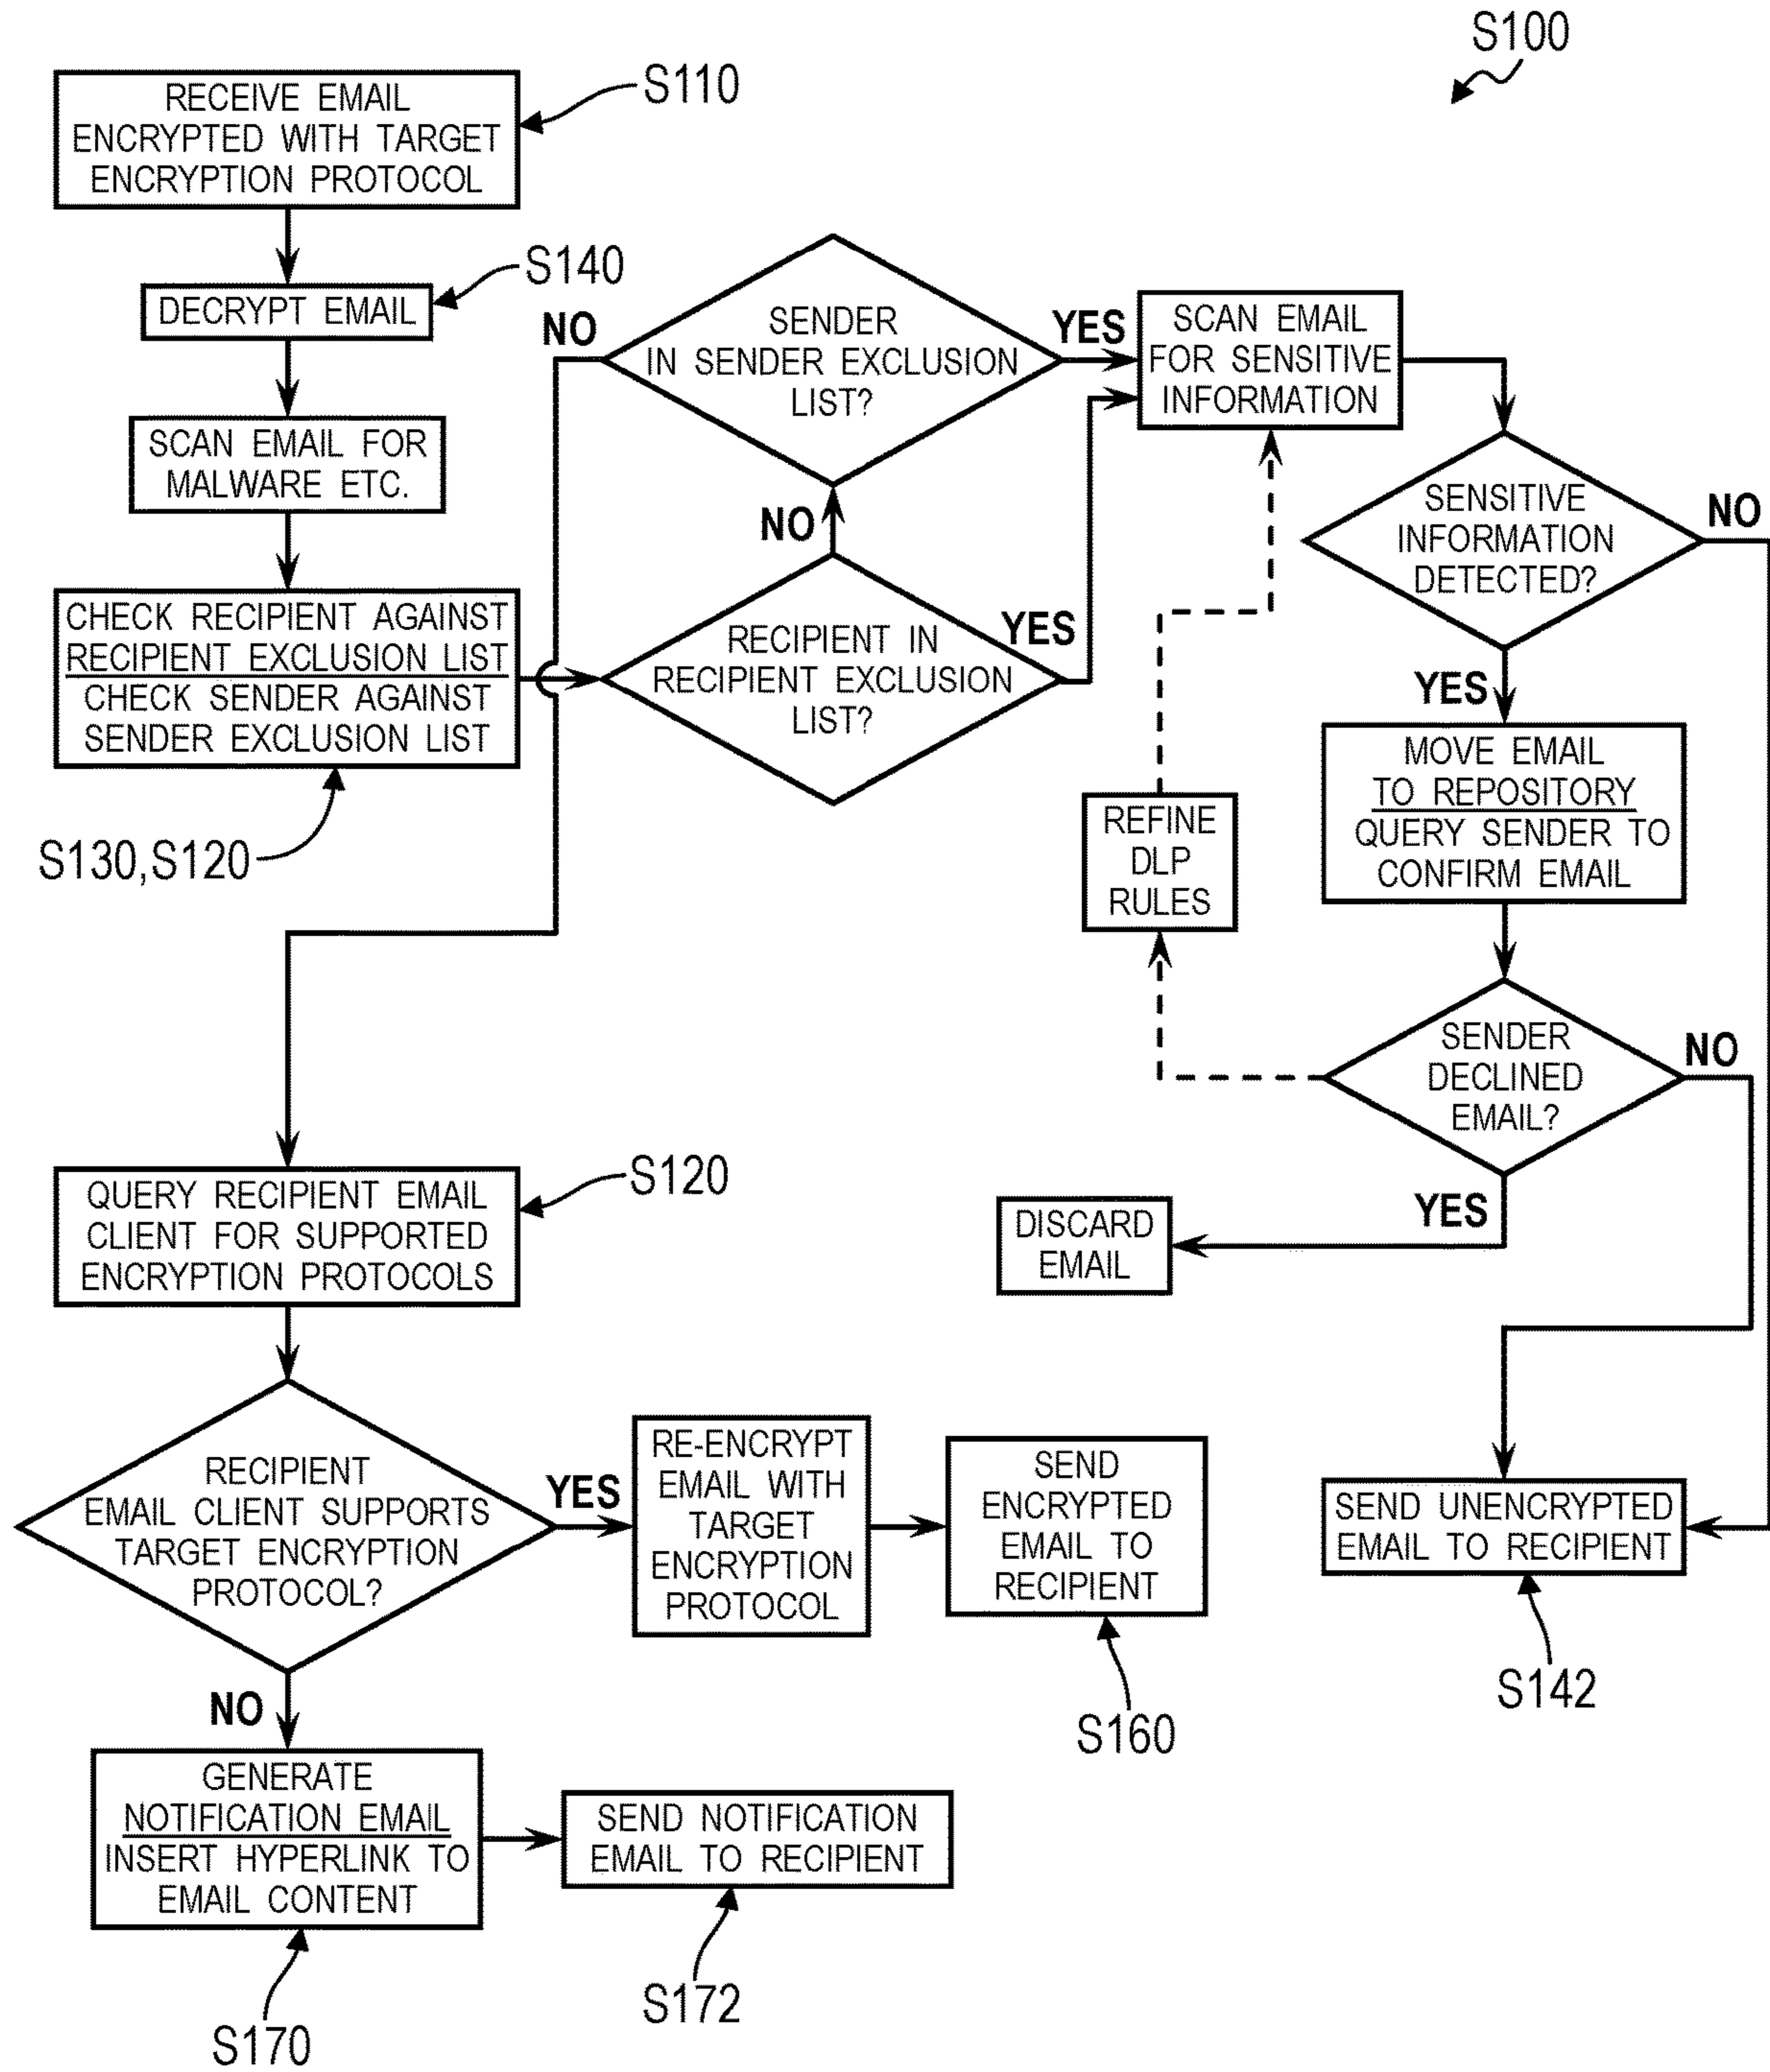 S100
RECEIVE EMAIL
ENCRYPTED WITH TARGET
ENCRYPTION PROTOCOL
S110
DECRYPT EMAIL
S140
SCAN EMAIL FOR
MALWARE ETC.
CHECK RECIPIENT AGAINST
RECIPIENT EXCLUSION LIST
CHECK SENDER AGAINST
SENDER EXCLUSION LIST
S130,S120
RECIPIENT IN
RECIPIENT EXCLUSION
LIST?
NO
YES
SENDER
IN SENDER EXCLUSION
LIST?
NO
YES
SCAN EMAIL
FOR SENSITIVE
INFORMATION
SENSITIVE
INFORMATION
DETECTED?
NO
YES
MOVE EMAIL
TO REPOSITORY
QUERY SENDER TO
CONFIRM EMAIL
REFINE
DLP
RULES
SENDER
DECLINED
EMAIL?
NO
YES
DISCARD
EMAIL
SEND UNENCRYPTED
EMAIL TO RECIPIENT
S142
QUERY RECIPIENT EMAIL
CLIENT FOR SUPPORTED
ENCRYPTION PROTOCOLS
S120
RECIPIENT
EMAIL CLIENT SUPPORTS
TARGET ENCRYPTION
PROTOCOL?
YES
RE-ENCRYPT
EMAIL WITH
TARGET
ENCRYPTION
PROTOCOL
SEND
ENCRYPTED
EMAIL TO
RECIPIENT
S160
NO
GENERATE
NOTIFICATION EMAIL
INSERT HYPERLINK TO
EMAIL CONTENT
S170
SEND NOTIFICATION
EMAIL TO RECIPIENT
S172